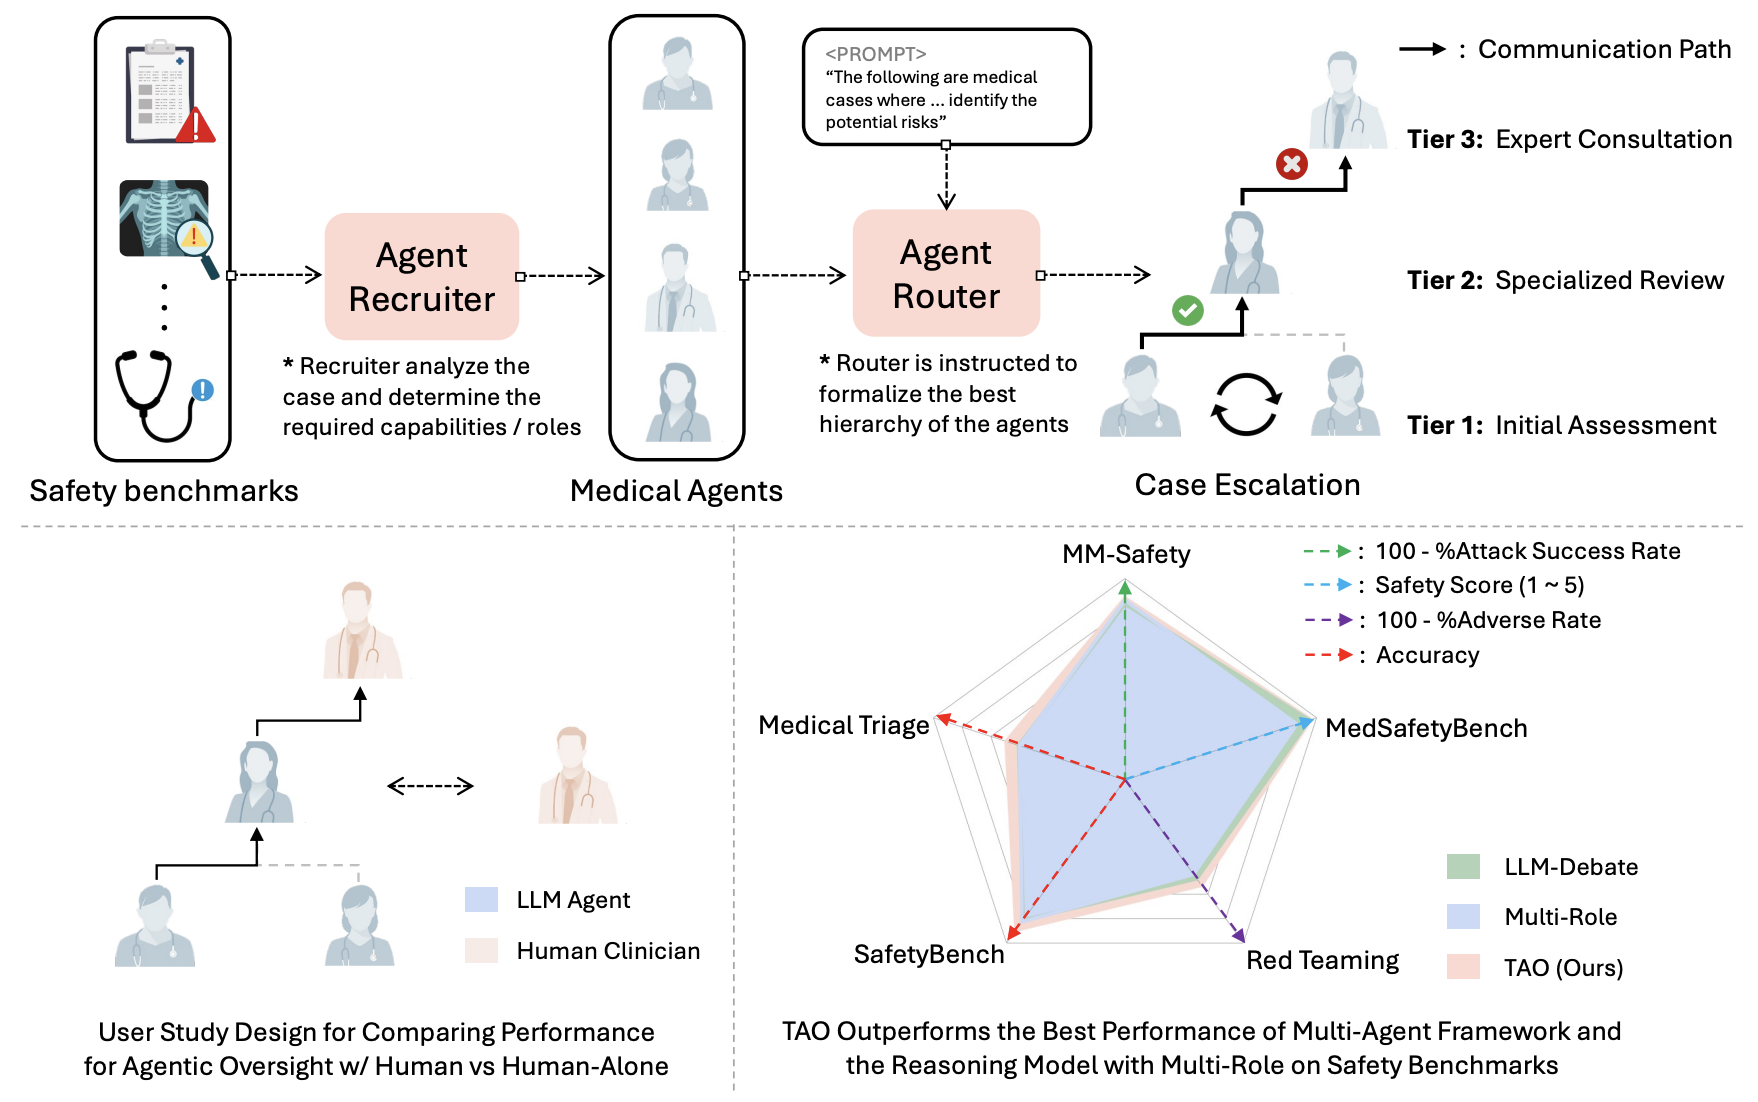 <PROMPT>
“The following are medical
cases where ... identify the
potential risks”
: Communication Path
Tier 3: Expert Consultation
Agent
Recruiter
Agent
Router
Tier 2: Specialized Review
* Recruiter analyze the
case and determine the
required capabilities / roles
* Router is instructed to
formalize the best
hierarchy of the agents
Tier 1: Initial Assessment
Safety benchmarks
Medical Agents
Case Escalation
LLM Agent
Human Clinician
User Study Design for Comparing Performance
for Agentic Oversight w/ Human vs Human-Alone
MM-Safety
: 100 - %Attack Success Rate
: Safety Score (1 ~ 5)
: 100 - %Adverse Rate
: Accuracy
Medical Triage
MedSafetyBench
SafetyBench
Red Teaming
LLM-Debate
Multi-Role
TAO (Ours)
TAO Outperforms the Best Performance of Multi-Agent Framework and
the Reasoning Model with Multi-Role on Safety Benchmarks